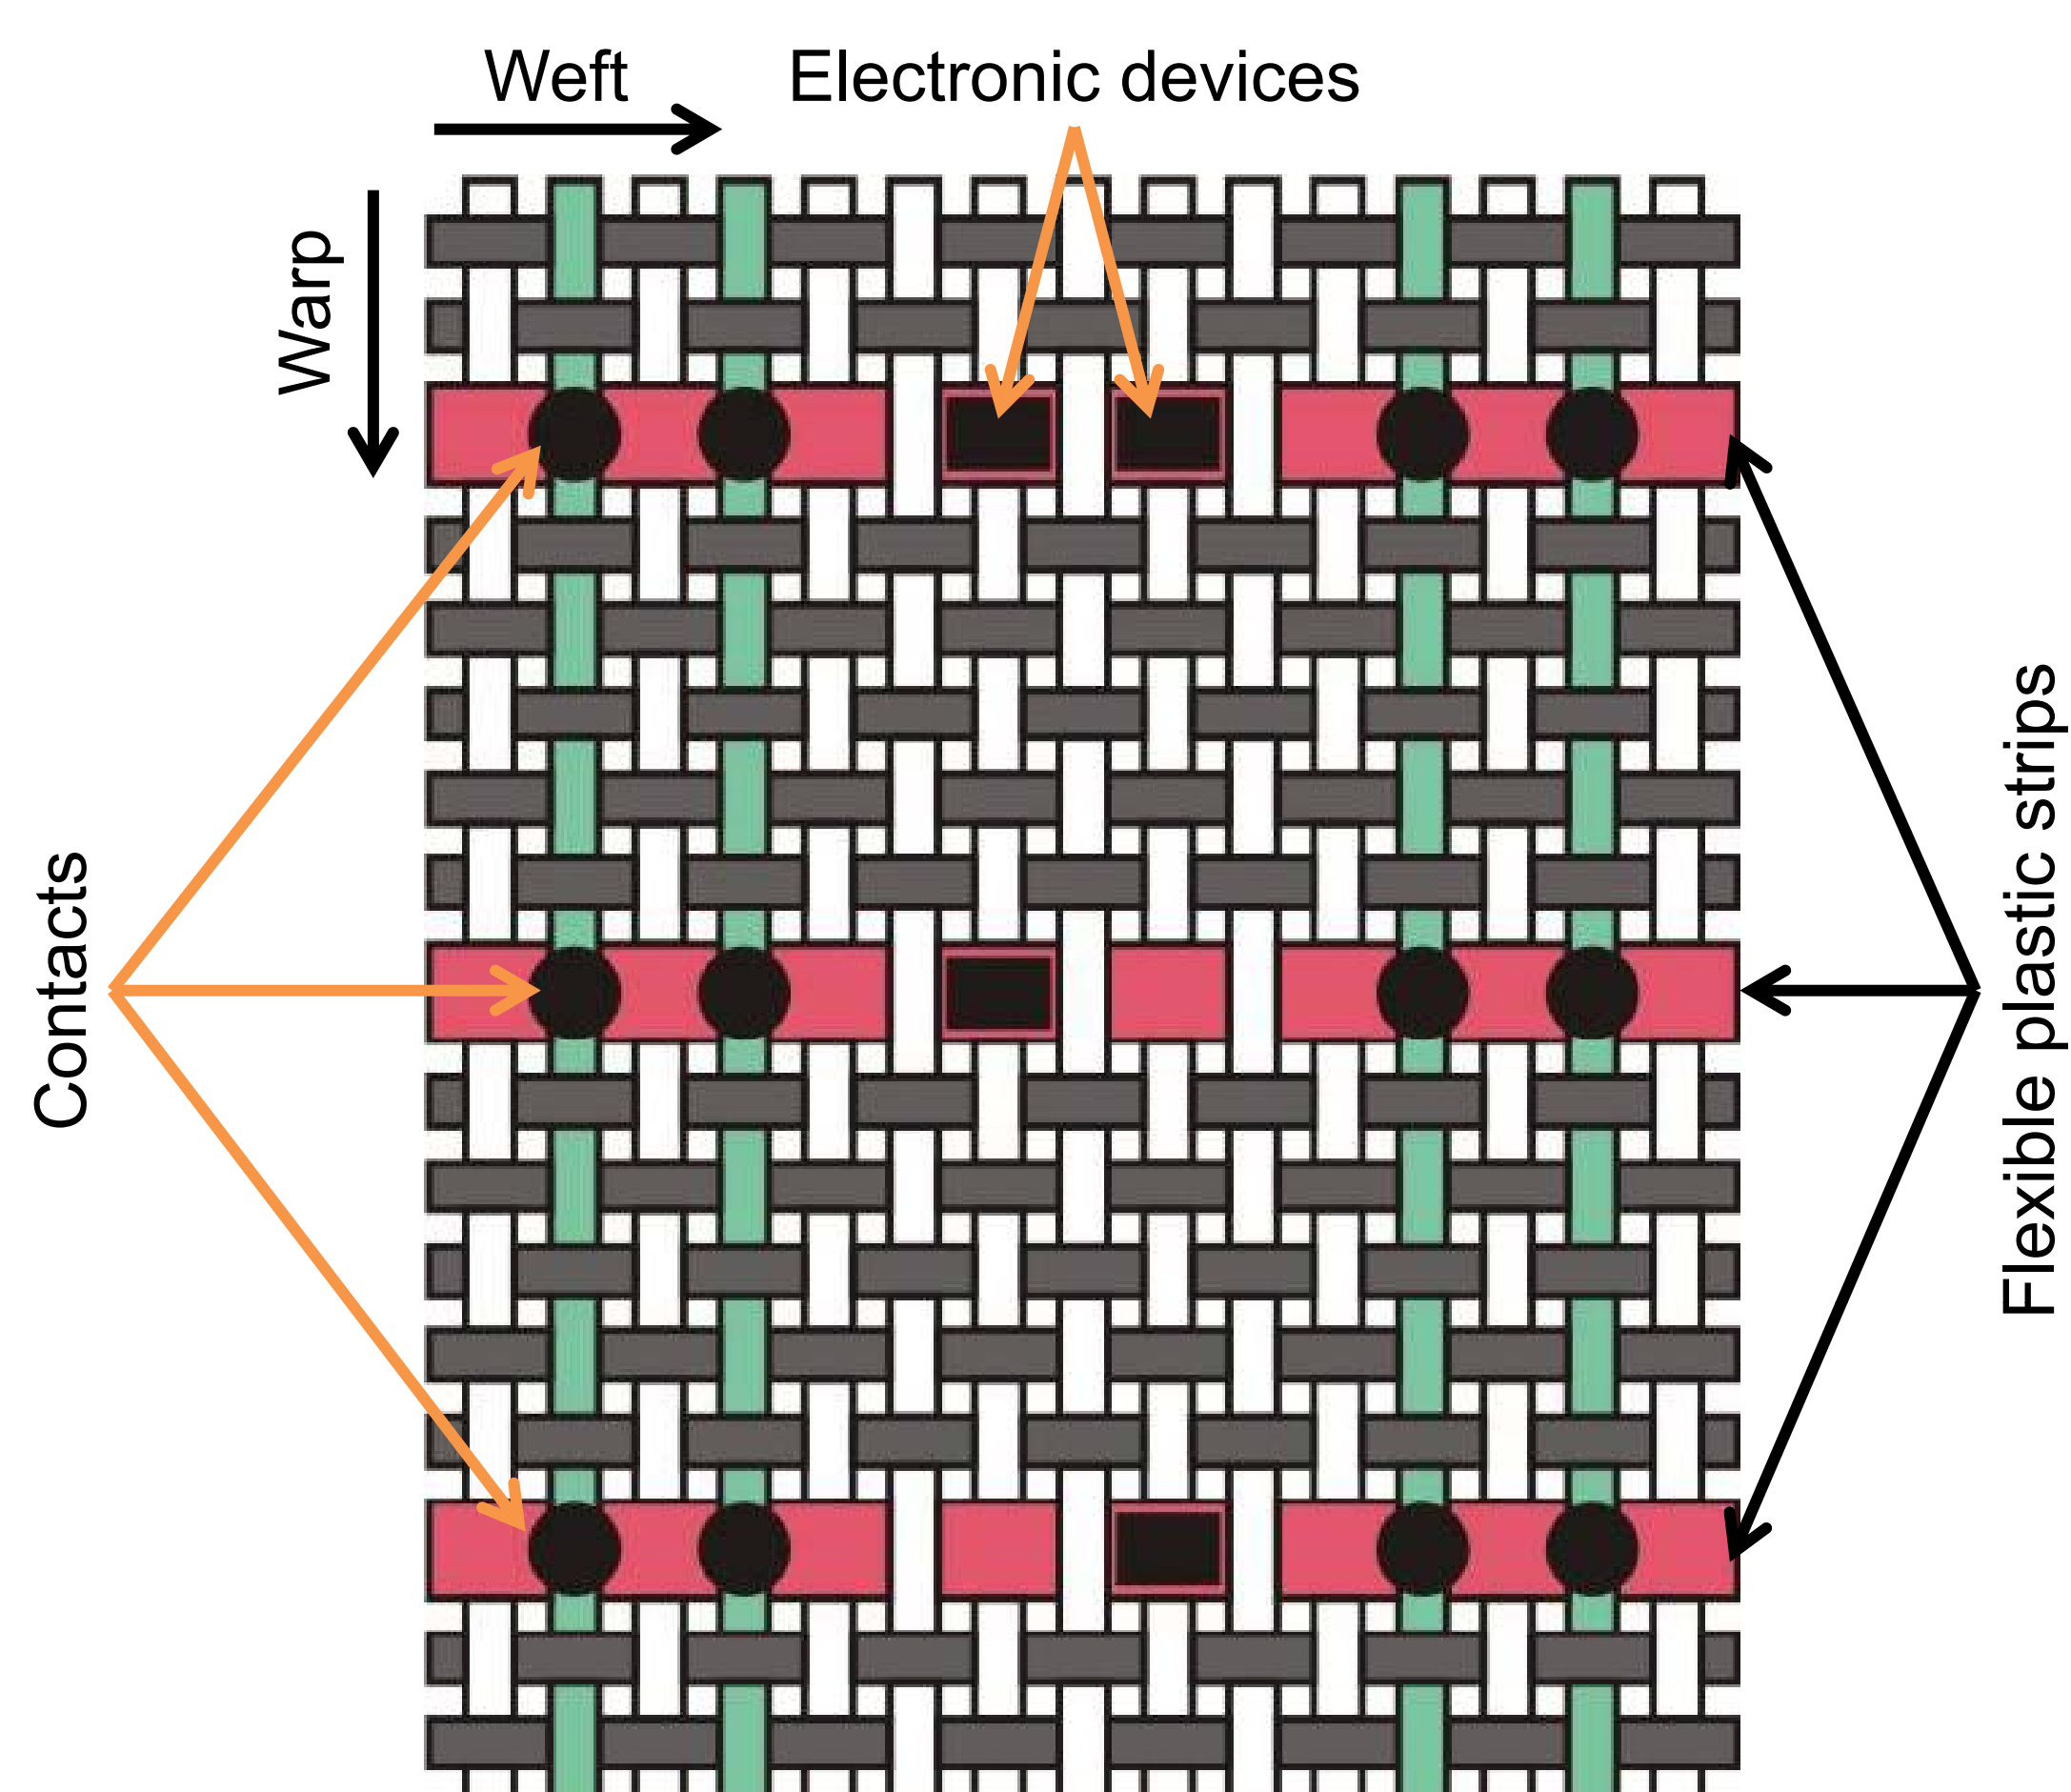 Weft
Electronic devices
Warp
Contacts
Flexible plastic strips